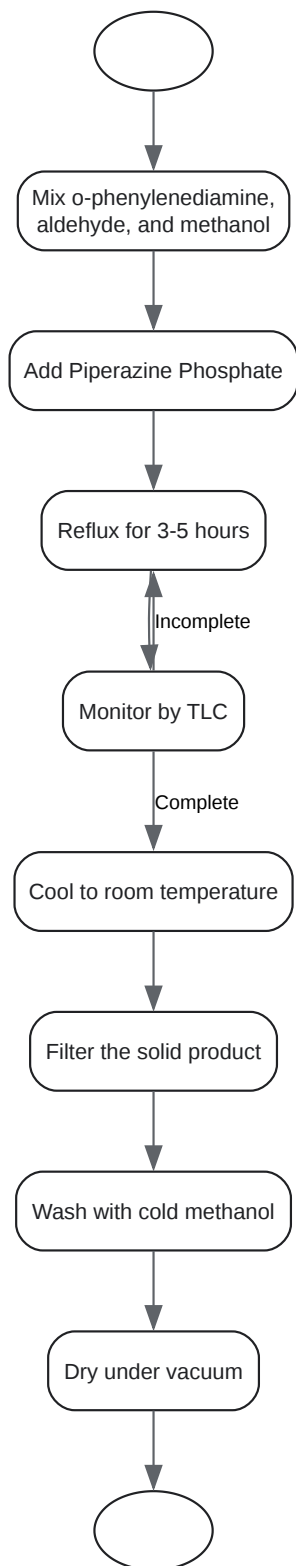 Mix o-phenylenediamine,
aldehyde, and methanol
Add Piperazine Phosphate
Reflux for 3-5 hours
Incomplete
Monitor by TLC
Complete
Cool to room temperature
Filter the solid product
Wash with cold methanol
Dry under vacuum